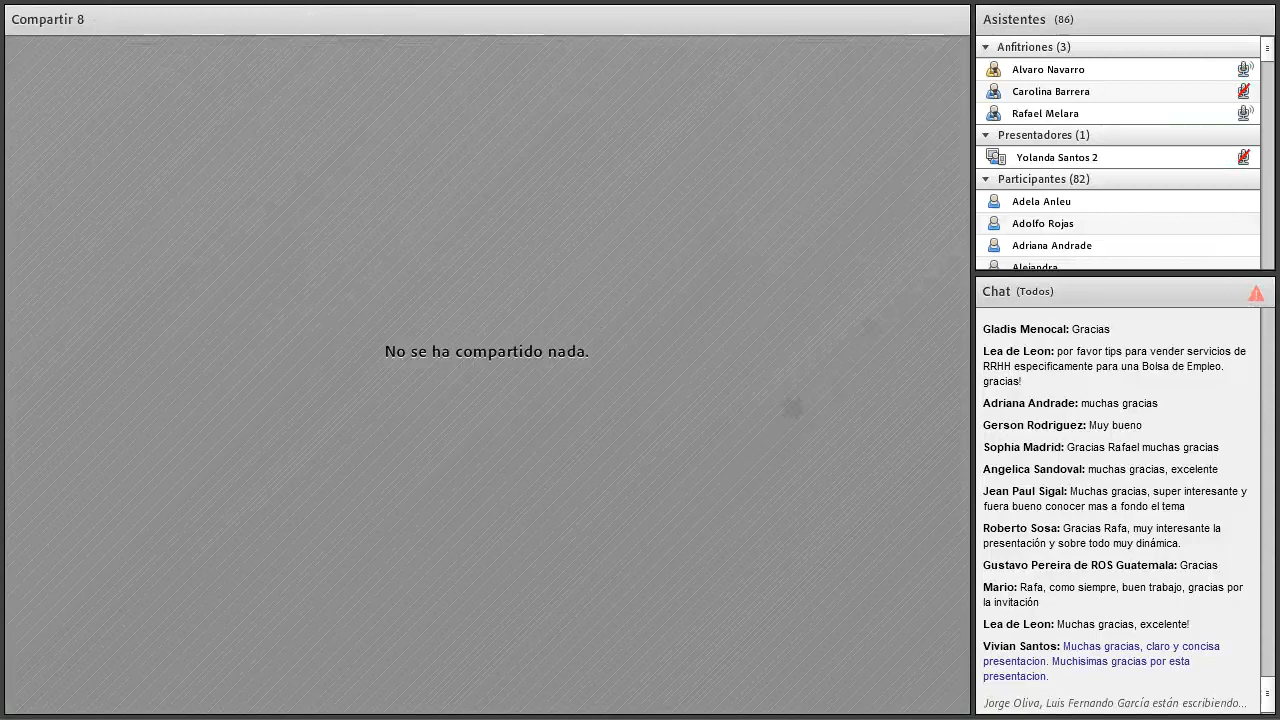 Compartir 8
No se ha compartido nada.
Asistentes (86)
Anfitriones (3)
Alvaro Navarro
Carolina Barrera
Rafael Melara
Presentadores (1)
Yolanda Santos 2
Participantes (82)
Adela Anleu
Adolfo Rojas
Adriana Andrade
Alejandra
Chat (Todos)
Gladis Menocal: Gracias
Lea de Leon: por favor tips para vender servicios de
RRHH especificamente para una Bolsa de Empleo.
gracias!
Adriana Andrade: muchas gracias
Gerson Rodriguez: Muy bueno
Sophia Madrid: Gracias Rafael muchas gracias
Angelica Sandoval: muchas gracias, excelente
Jean Paul Sigal: Muchas gracias, super interesante y
fuera bueno conocer mas a fondo el tema
Roberto Sosa: Gracias Rafa, muy interesante la
presentación y sobre todo muy dinámica.
Gustavo Pereira de ROS Guatemala: Gracias
Mario: Rafa, como siempre, buen trabajo, gracias por
la invitación
Lea de Leon: Muchas gracias, excelente!
Vivian Santos: Muchas gracias, claro y concisa
presentacion. Muchisimas gracias por esta
presentacion.
Jorge Oliva, Luis Fernando García están escribiendo...